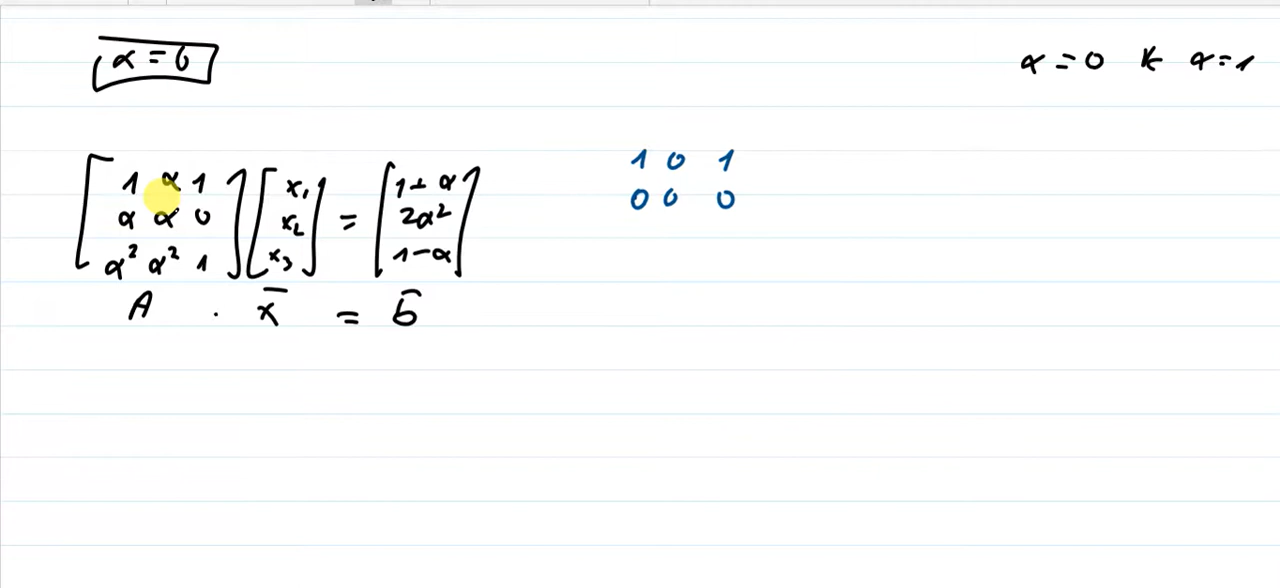 α = 0
α = 0 k α = 1
[ 1 α 1 ] [ x₁ ] = [ 1 + α ]
[ α α 0 ] [ x₂ ] = [ 2α² ]
[ α² α² 1 ] [ x₃ ] = [ 1 - α ]
A · x̄ = b̄
1 0 1
0 0 0